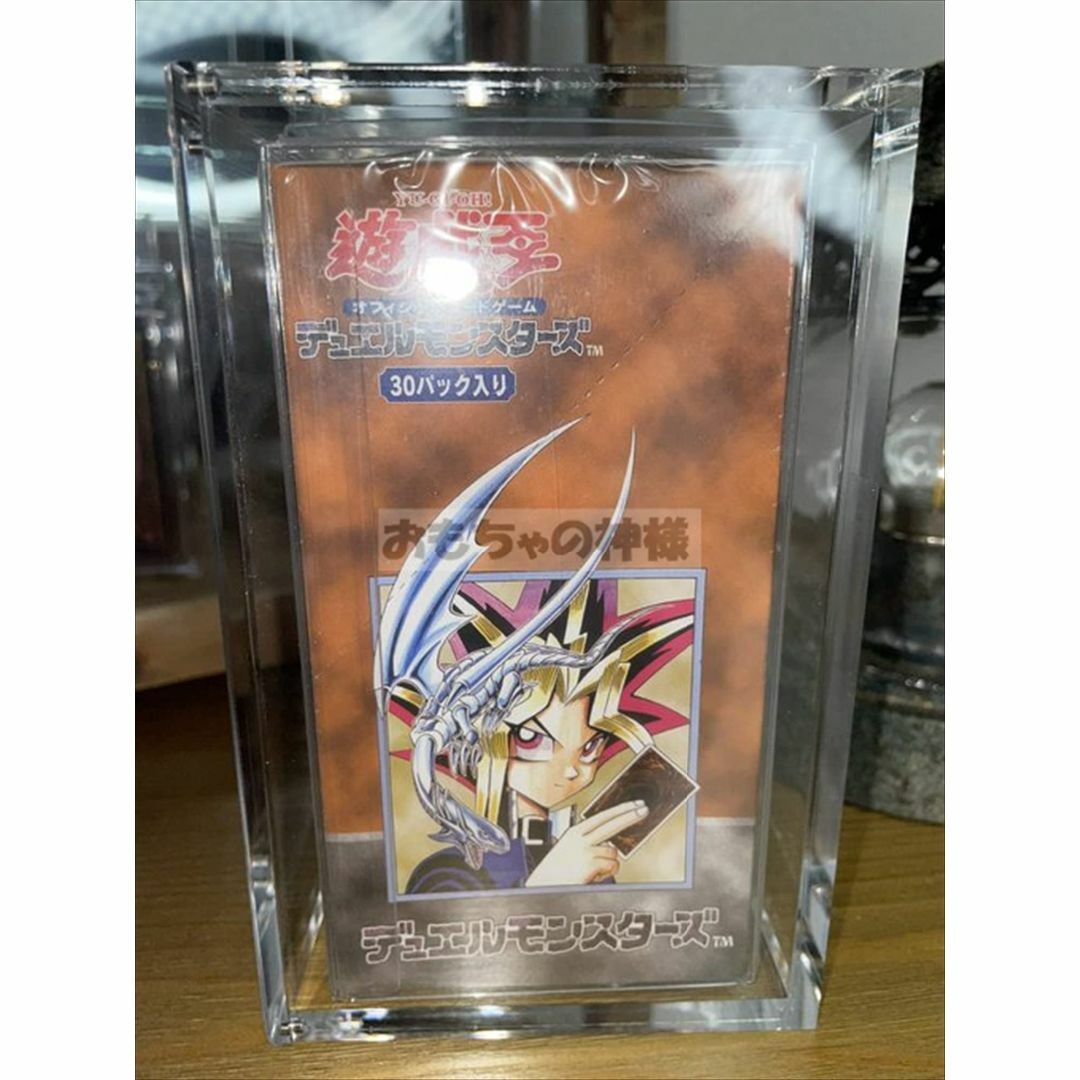 YU-GI-OH!
遊戯王
オフィシャルカードゲーム
デュエルモンスターズ™
30パック入り
おもちゃの神様
デュエルモンスターズ™